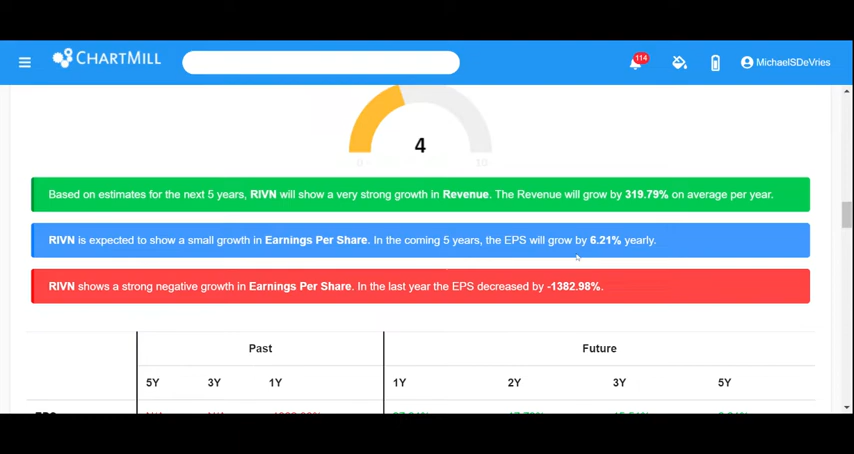 CHARTMILL
114
MichaelSDeVries
4
0
10
Based on estimates for the next 5 years, RIVN will show a very strong growth in Revenue. The Revenue will grow by 319.79% on average per year.
RIVN is expected to show a small growth in Earnings Per Share. In the coming 5 years, the EPS will grow by 6.21% yearly.
RIVN shows a strong negative growth in Earnings Per Share. In the last year the EPS decreased by -1382.98%.
Past Future
5Y 3Y 1Y 1Y 2Y 3Y 5Y